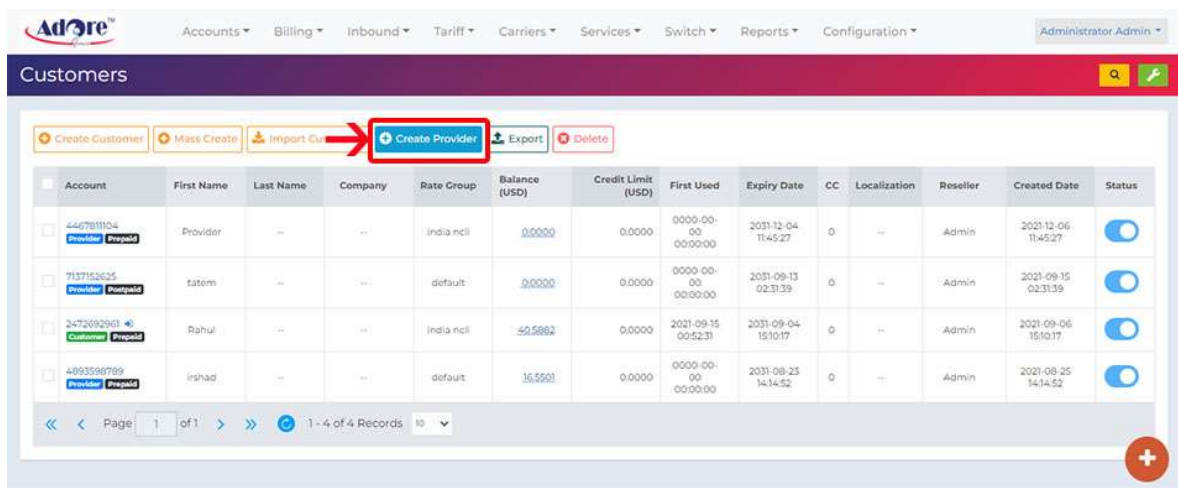 Adore™
Accounts Billing Inbound Tariff Carriers Services Switch Reports Configuration Administrator Admin
Customers
Create Customer Mass Create Import Cu Create Provider Export Delete
Account First Name Last Name Company Rate Group Balance (USD) Credit Limit (USD) First Used Expiry Date CC Localization Reseller Created Date Status
4467811104 Provider Prepaid Provider -- -- india ncli 0.0000 0.0000 0000-00-00 00:00:00 2031-12-04 11:45:27 0 -- Admin 2021-12-06 11:45:27
7137152625 Provider Postpaid tatem -- -- default 0.0000 0.0000 0000-00-00 00:00:00 2031-09-13 02:31:39 0 -- Admin 2021-09-15 02:31:39
2472692961 Customer Prepaid Rahul -- -- india ncli 40.5882 0.0000 2021-09-15 00:52:31 2031-09-04 15:10:17 0 -- Admin 2021-09-06 15:10:17
4893598789 Provider Prepaid irshad -- -- default 16.5501 0.0000 0000-00-00 00:00:00 2031-08-23 14:14:52 0 -- Admin 2021-08-25 14:14:52
Page 1 of 1 1 - 4 of 4 Records 10